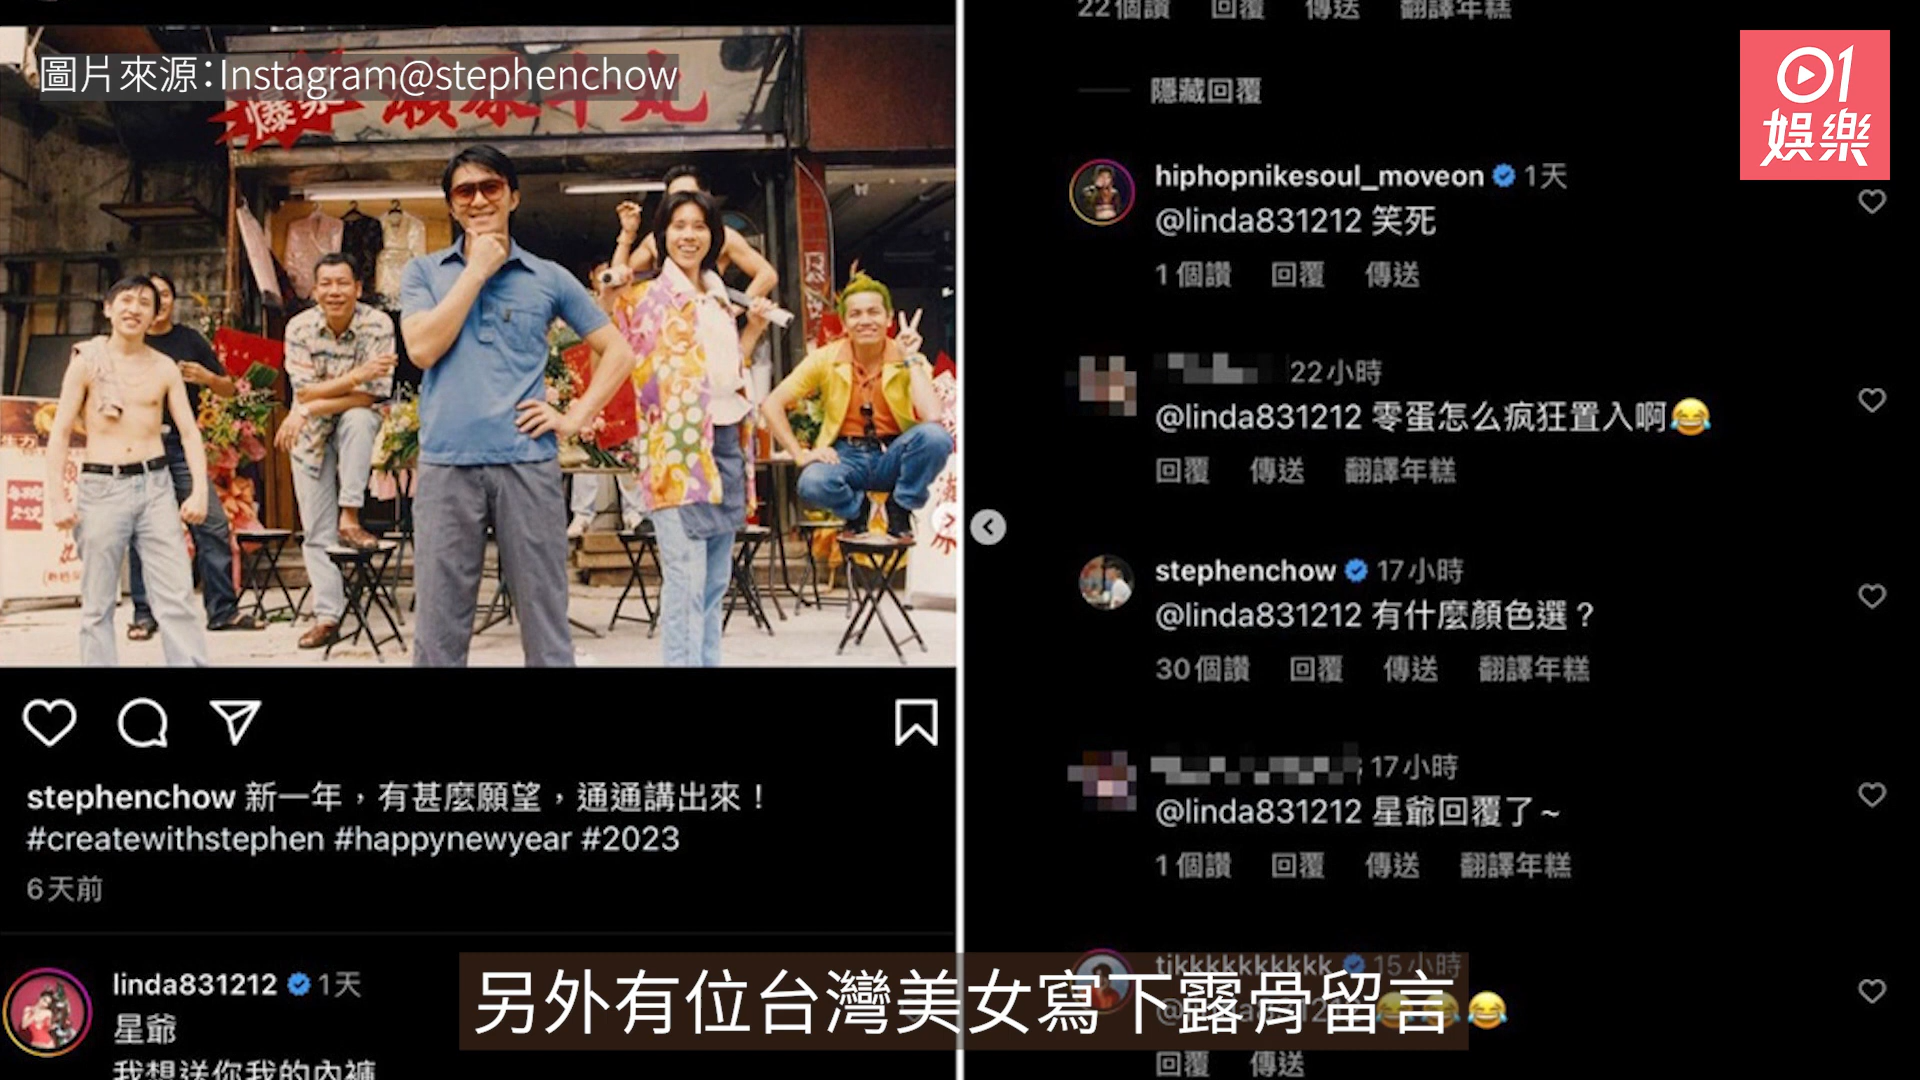 圖片來源：Instagram@stephenchow
爆漿瀨尿牛丸
stephenchow 新一年，有甚麼願望，通通講出來！
#createwithstephen #happynewyear #2023
6天前
linda831212 1天
星爺
我想送你我的內褲
22個讚 回覆 傳送 翻譯年糕
隱藏回覆
01
娛樂
hiphopnikesoul_moveon 1天
@linda831212 笑死
1個讚 回覆 傳送
22小時
@linda831212 零蛋怎么疯狂置入啊😂
回覆 傳送 翻譯年糕
stephenchow 17小時
@linda831212 有什麼顏色選？
30個讚 回覆 傳送 翻譯年糕
17小時
@linda831212 星爺回覆了~
1個讚 回覆 傳送 翻譯年糕
15小時
回覆 傳送
另外有位台灣美女寫下露骨留言